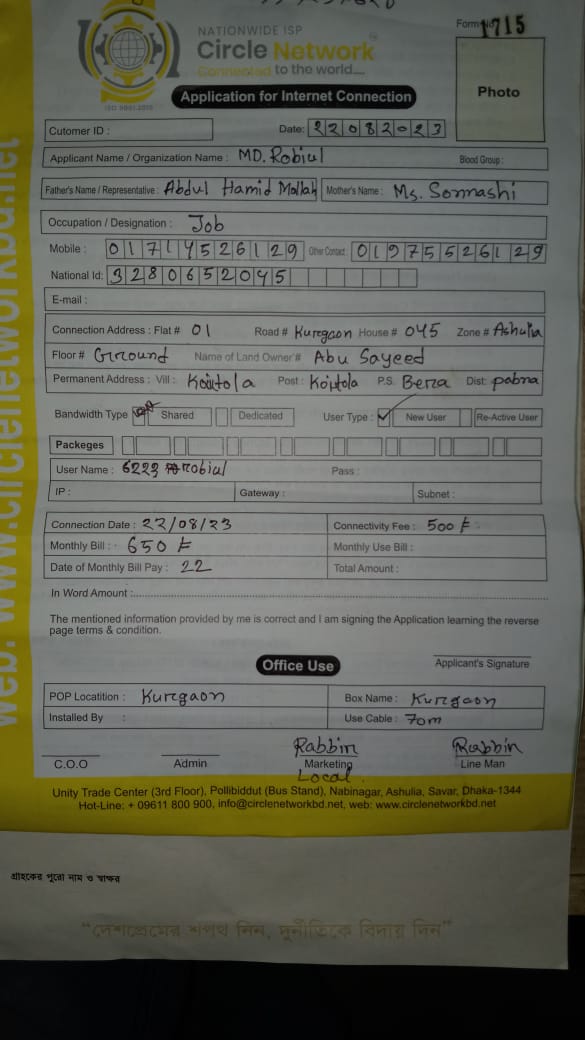 NATIONWIDE ISP
Circle Network
Connected to the world....
ISO 9001:2015
Form No 1715
Photo
Application for Internet Connection
Cutomer ID :
Date: 22082023
Applicant Name / Organization Name : MD. Robiul Blood Group :
Father's Name / Representative : Abdul Hamid Mollah Mother's Name : Ms. Sonnashi
Occupation / Designation : Job
Mobile : 01714526129 Other Contact : 01975526129
National Id: 3280652045
E-mail :
Connection Address : Flat # 01 Road # Kurgaon House # 045 Zone # Ashulia
Floor # Ground Name of Land Owner # Abu Sayeed
Permanent Address : Vill : Koitola Post : Koitola P.S. Bera Dist: pabna
Bandwidth Type Shared Dedicated User Type : ✓ New User Re-Active User
Packeges
User Name : 6223 robiul Pass :
IP : Gateway : Subnet :
Connection Date : 22/08/23 Connectivity Fee : 500 ৳
Monthly Bill : 650 ৳ Monthly Use Bill :
Date of Monthly Bill Pay : 22 Total Amount :
In Word Amount :
The mentioned information provided by me is correct and I am signing the Application learning the reverse
page terms & condition.
Office Use
Applicant's Signature
POP Locatition : Kurgaon Box Name : Kurgaon
Installed By : Use Cable : 70m
Rabbin Rabbin
C.O.O Admin Marketing Line Man
Local
Unity Trade Center (3rd Floor), Pollibiddut (Bus Stand), Nabinagar, Ashulia, Savar, Dhaka-1344
Hot-Line: + 09611 800 900, info@circlenetworkbd.net, web: www.circlenetworkbd.net
web: www.circlenetworkbd.net
গ্রাহকের পুরো নাম ও স্বাক্ষর
"দেশপ্রেমের শপথ নিন, দুর্নীতিকে বিদায় দিন"